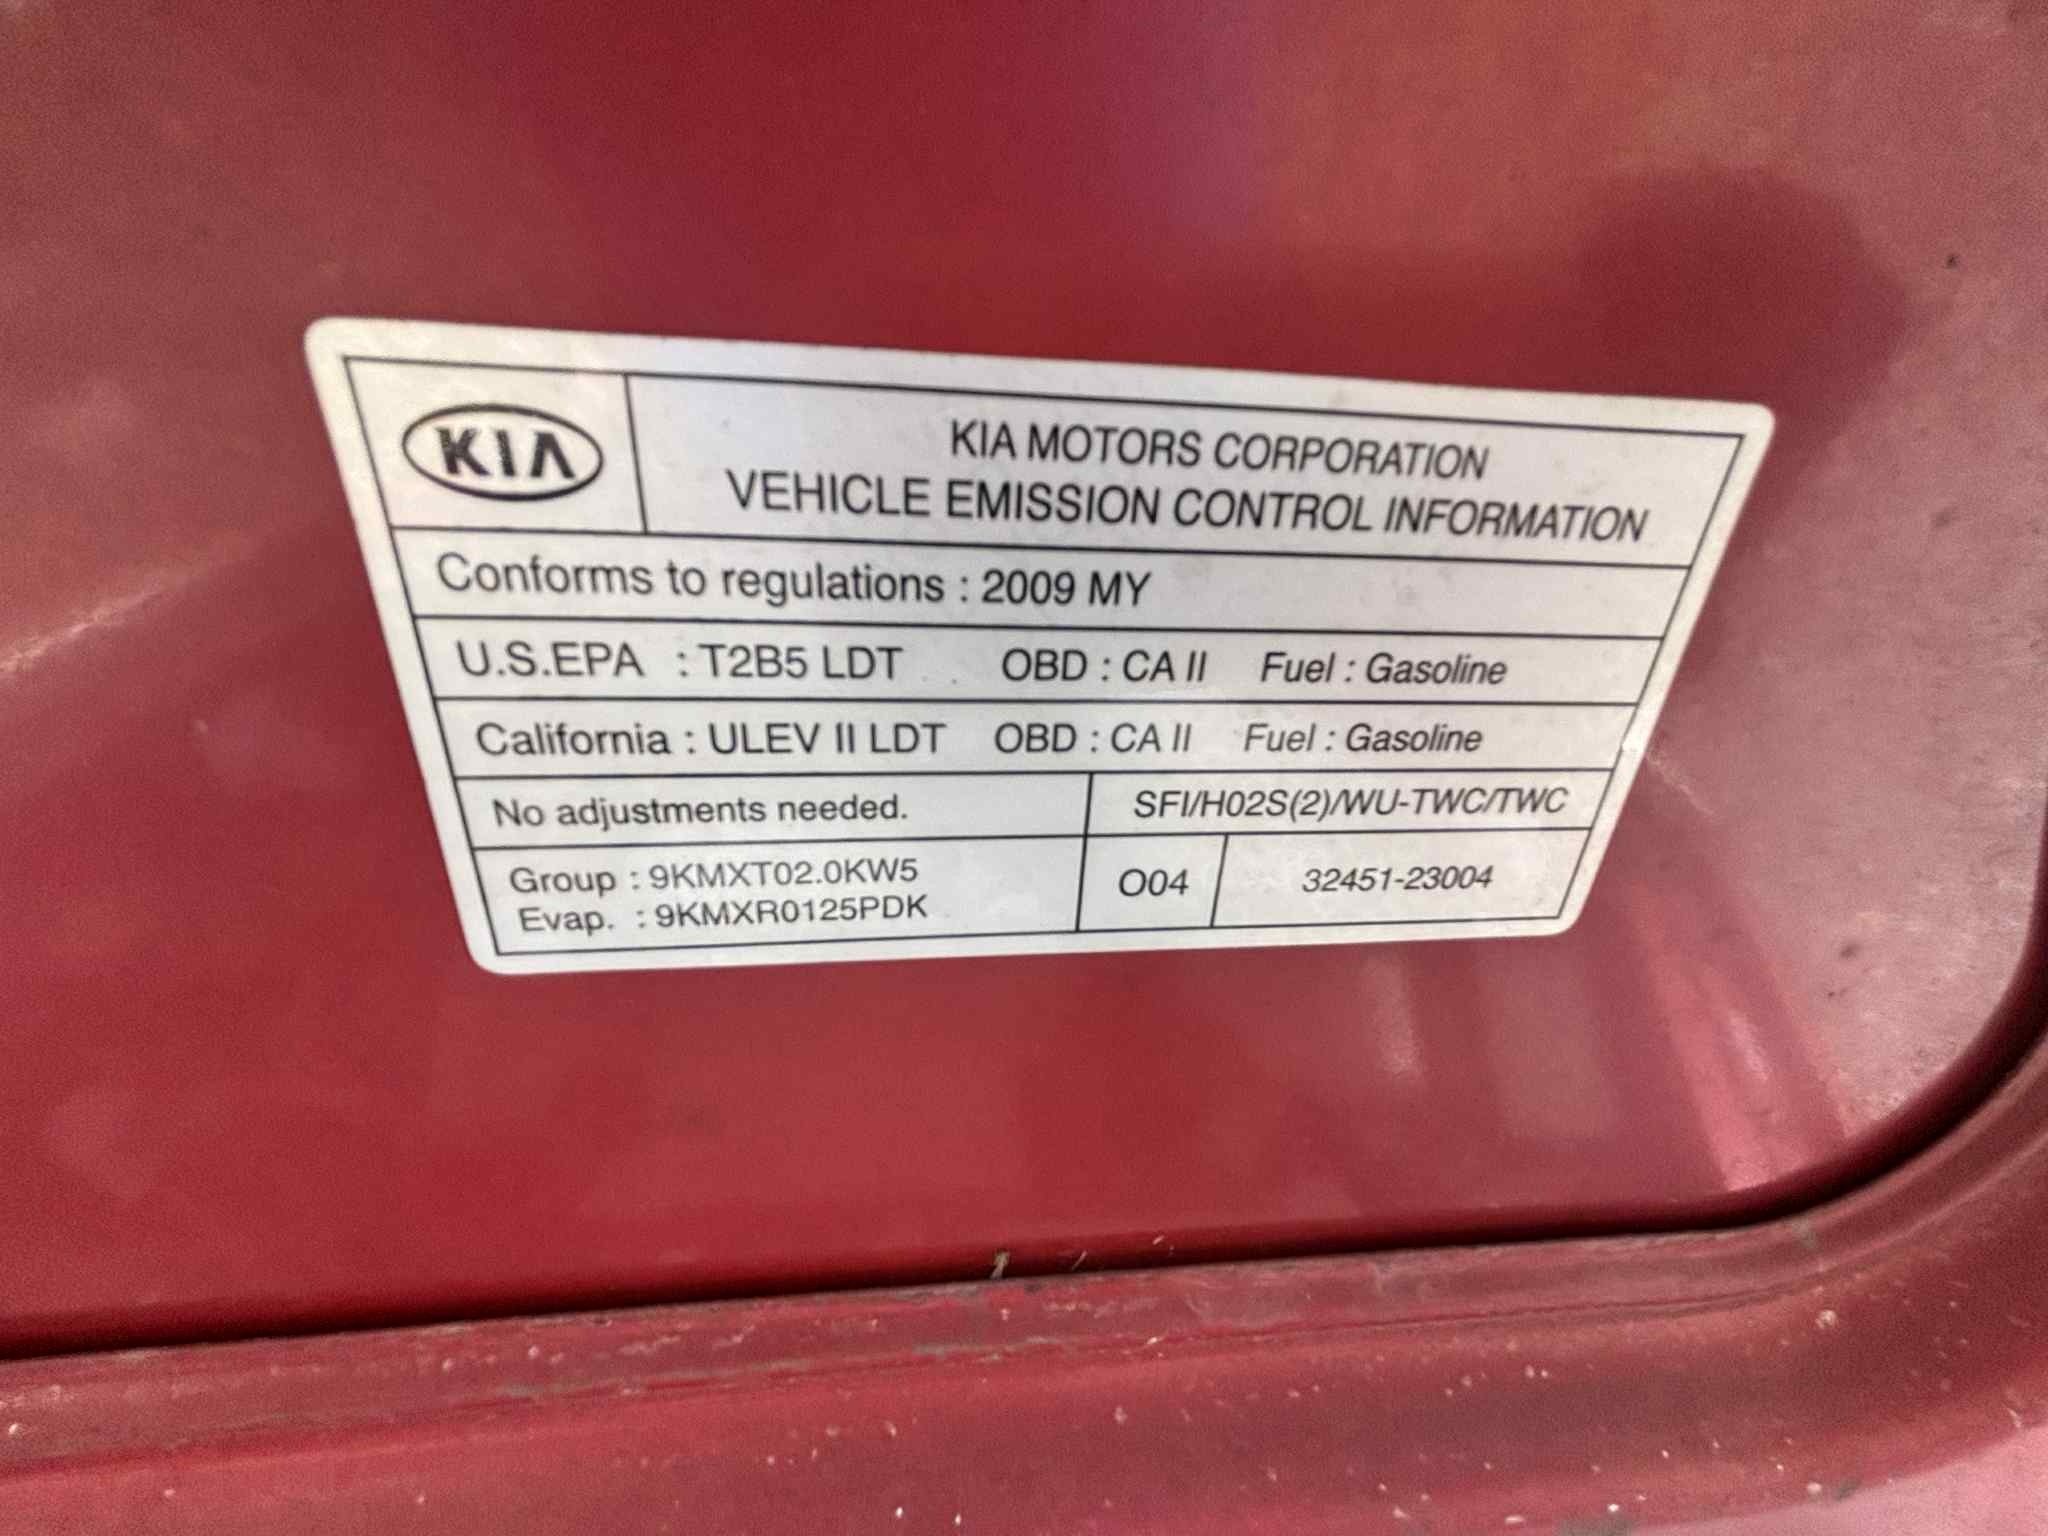 KIA
KIA MOTORS CORPORATION
VEHICLE EMISSION CONTROL INFORMATION
Conforms to regulations : 2009 MY
U.S.EPA : T2B5 LDT OBD : CA II Fuel : Gasoline
California : ULEV II LDT OBD : CA II Fuel : Gasoline
No adjustments needed. SFI/H02S(2)/WU-TWC/TWC
Group : 9KMXT02.0KW5
Evap. : 9KMXR0125PDK
O04 32451-23004